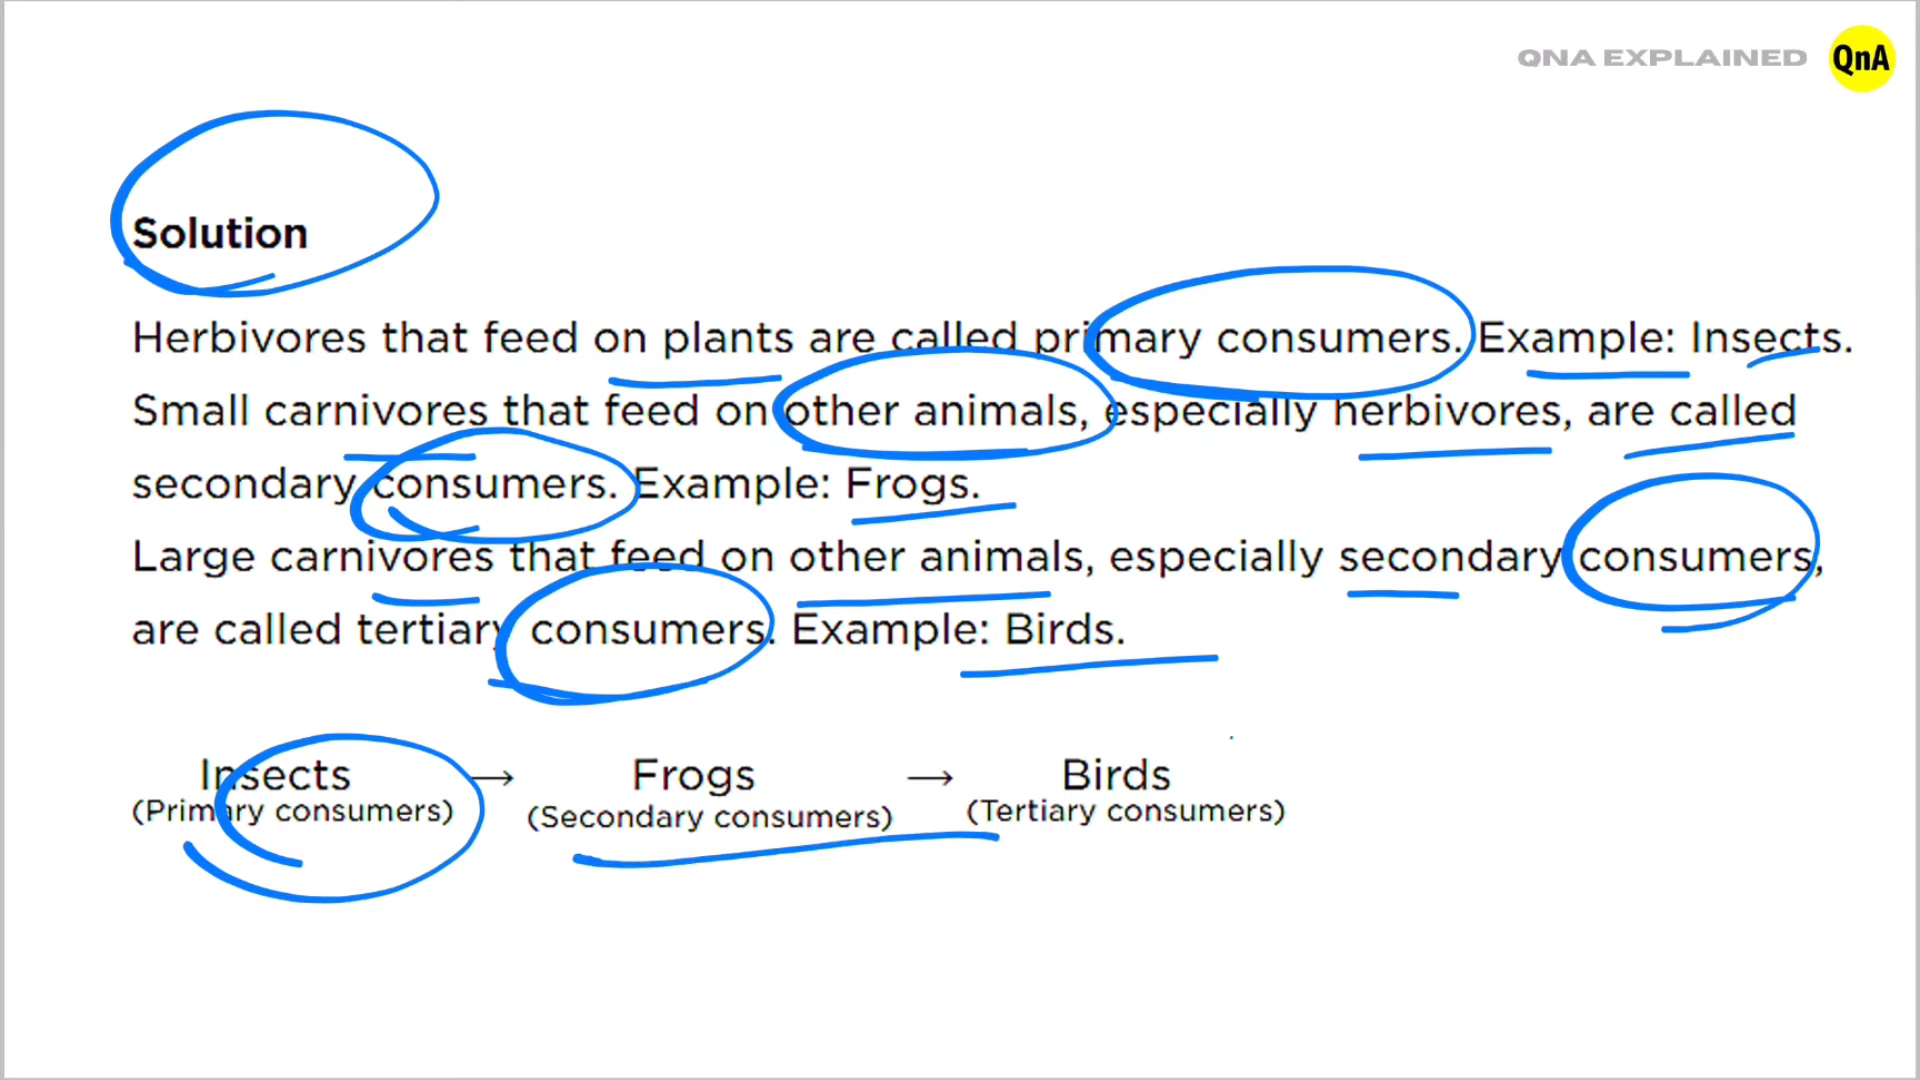 QNA EXPLAINED QnA
Solution
Herbivores that feed on plants are called primary consumers. Example: Insects.
Small carnivores that feed on other animals, especially herbivores, are called
secondary consumers. Example: Frogs.
Large carnivores that feed on other animals, especially secondary consumers,
are called tertiary consumers. Example: Birds.
Insects → Frogs → Birds
(Primary consumers) (Secondary consumers) (Tertiary consumers)